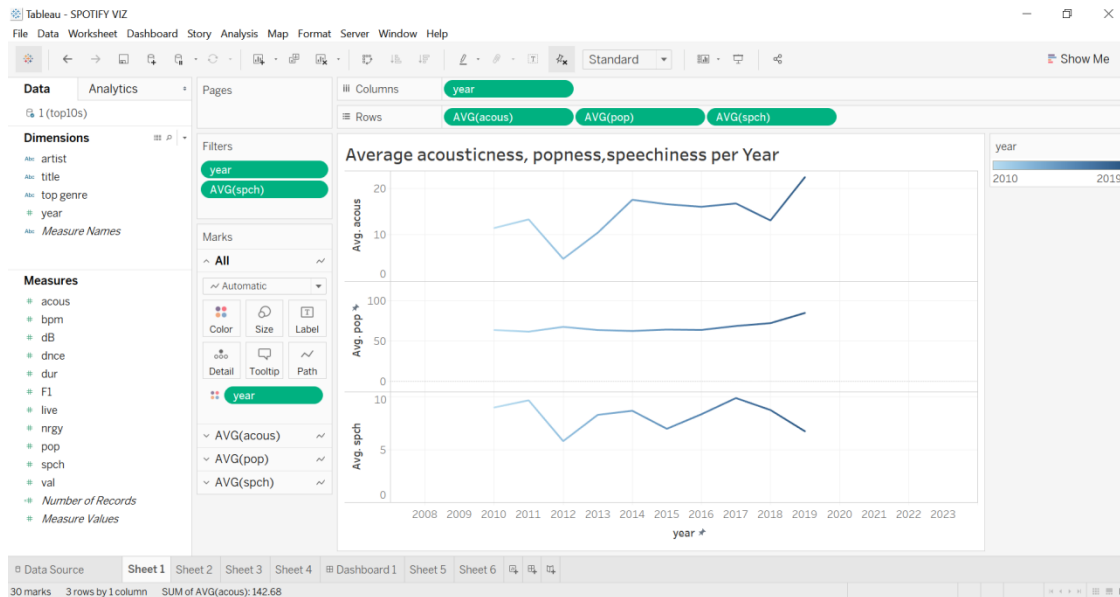 Tableau - SPOTIFY VIZ
File Data Worksheet Dashboard Story Analysis Map Format Server Window Help
Standard
Show Me
Data Analytics
1 (top10s)
Dimensions
Abc artist
Abc title
Abc top genre
# year
Abc Measure Names
Measures
# acous
# bpm
# dB
# dnce
# dur
# F1
# live
# nrgy
# pop
# spch
# val
# Number of Records
# Measure Values
Pages
Filters
year
AVG(spch)
Marks
All
Automatic
Color Size Label
Detail Tooltip Path
year
AVG(acous)
AVG(pop)
AVG(spch)
Columns year
Rows AVG(acous) AVG(pop) AVG(spch)
Average acousticness, popness,speechiness per Year
Avg. acous
20
10
0
Avg. pop
100
50
0
Avg. spch
10
5
0
2008 2009 2010 2011 2012 2013 2014 2015 2016 2017 2018 2019 2020 2021 2022 2023
year
year
2010 2019
Data Source Sheet 1 Sheet 2 Sheet 3 Sheet 4 Dashboard 1 Sheet 5 Sheet 6
30 marks 3 rows by 1 column SUM of AVG(acous): 142.68